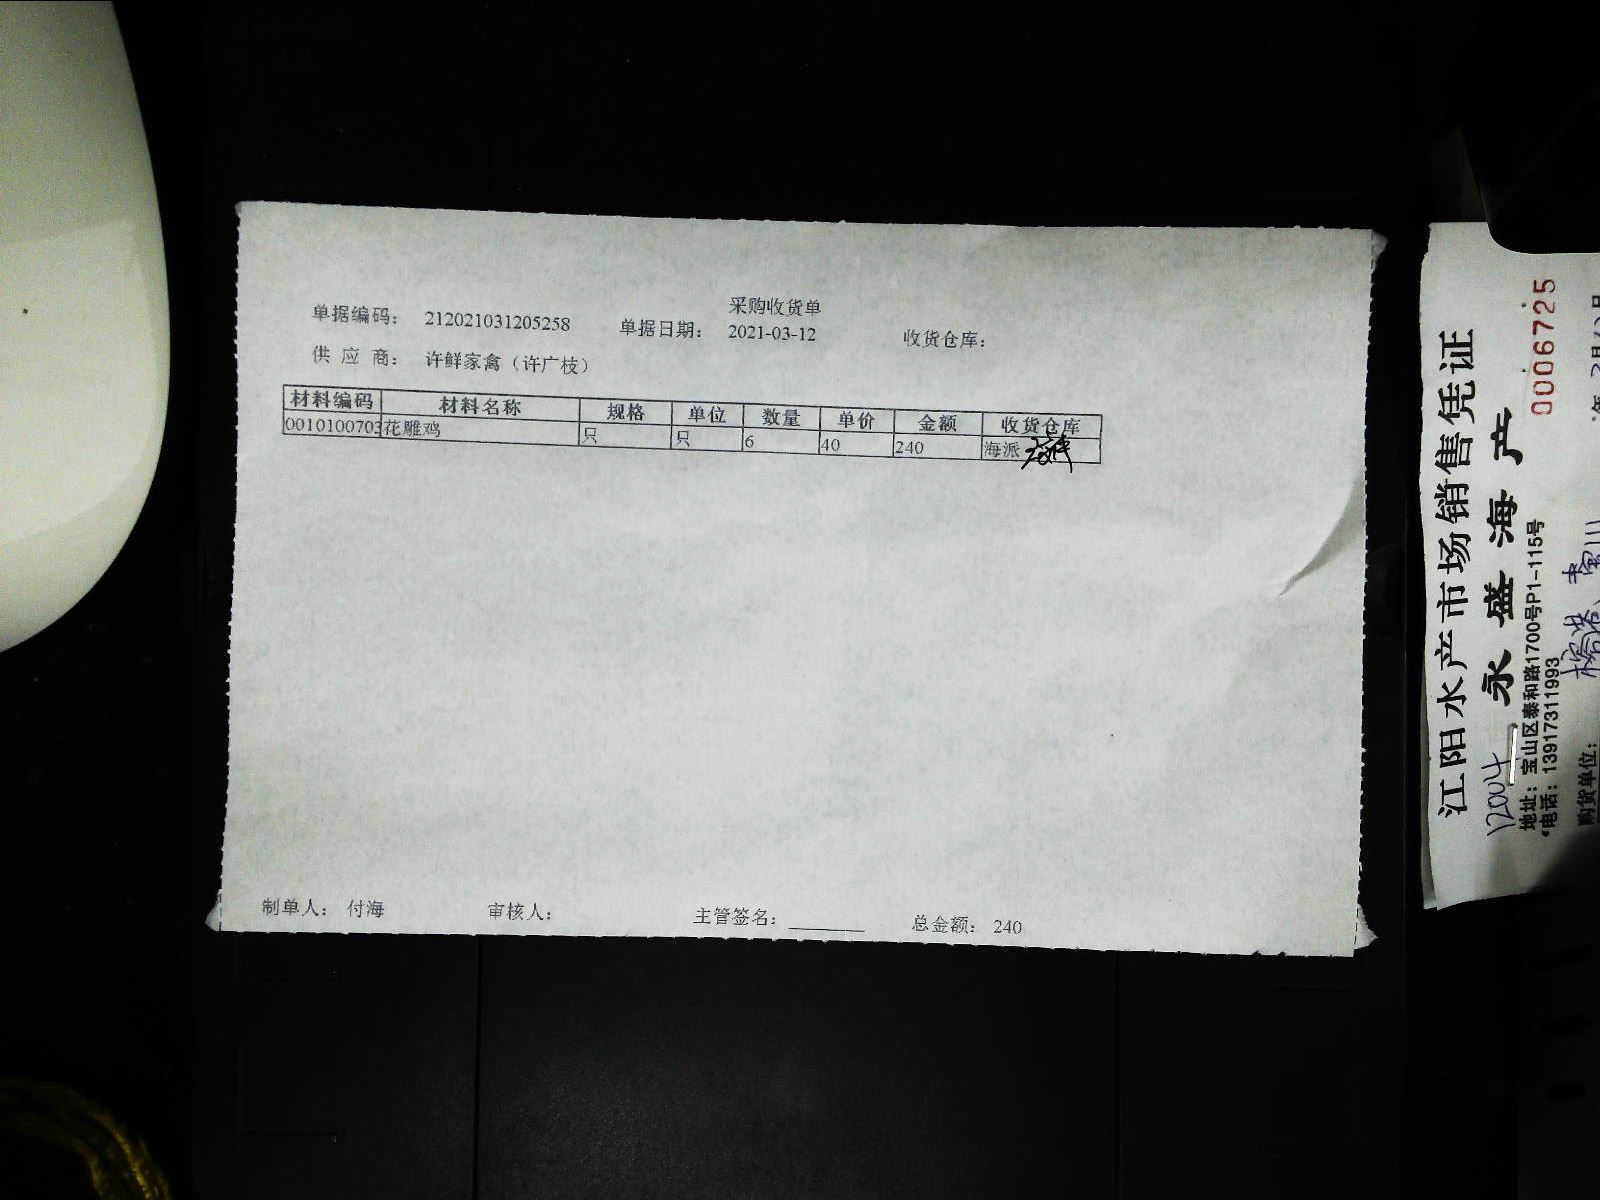 采购收货单
单据编码： 212021031205258 单据日期： 2021-03-12 收货仓库：
供 应 商： 许鲜家禽（许广枝）
材料编码 材料名称 规格 单位 数量 单价 金额 收货仓库
0010100703 花雕鸡 只 只 6 40 240 海派
制单人： 付海 审核人： 主管签名： 总金额： 240
江阳水产市场销售凭证
0006725
12004 永盛海产
地址：宝山区泰和路1700号P1-115号
电话：13917311993
购货单位：